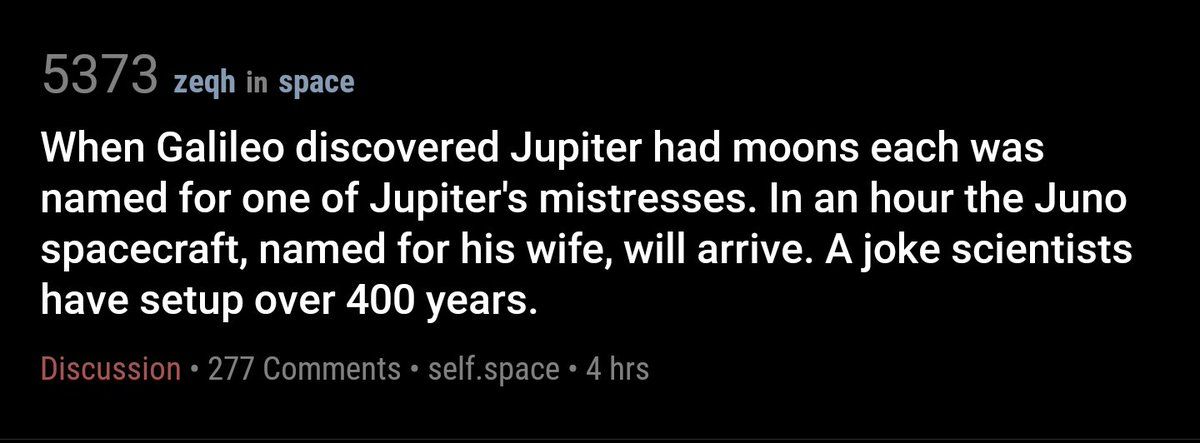 5373 zeqh in space
When Galileo discovered Jupiter had moons each was
named for one of Jupiter's mistresses. In an hour the Juno
spacecraft, named for his wife, will arrive. A joke scientists
have setup over 400 years.
Discussion • 277 Comments • self.space • 4 hrs